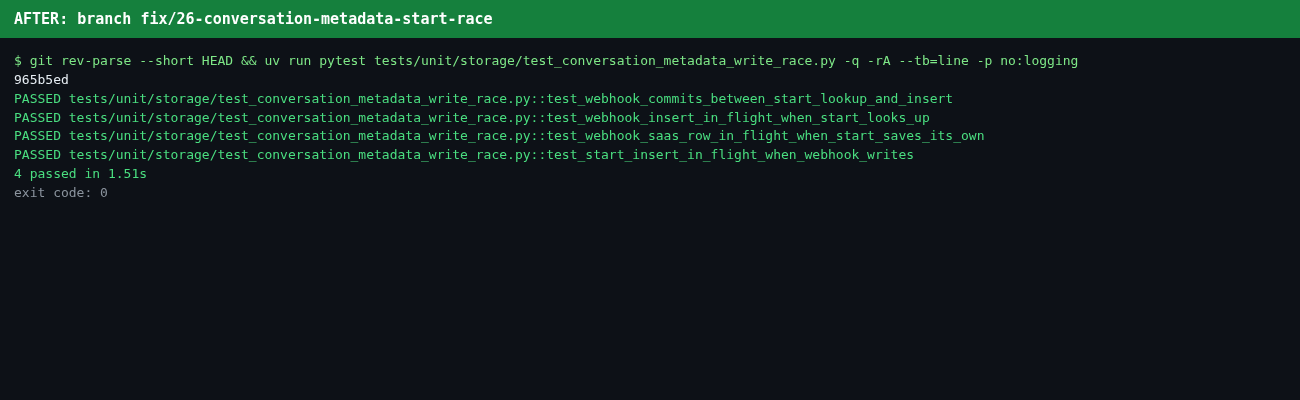 AFTER: branch fix/26-conversation-metadata-start-race
$ git rev-parse --short HEAD && uv run pytest tests/unit/storage/test_conversation_metadata_write_race.py -q -rA --tb=line -p no:logging
965b5ed
PASSED tests/unit/storage/test_conversation_metadata_write_race.py::test_webhook_commits_between_start_lookup_and_insert
PASSED tests/unit/storage/test_conversation_metadata_write_race.py::test_webhook_insert_in_flight_when_start_looks_up
PASSED tests/unit/storage/test_conversation_metadata_write_race.py::test_webhook_saas_row_in_flight_when_start_saves_its_own
PASSED tests/unit/storage/test_conversation_metadata_write_race.py::test_start_insert_in_flight_when_webhook_writes
4 passed in 1.51s
exit code: 0